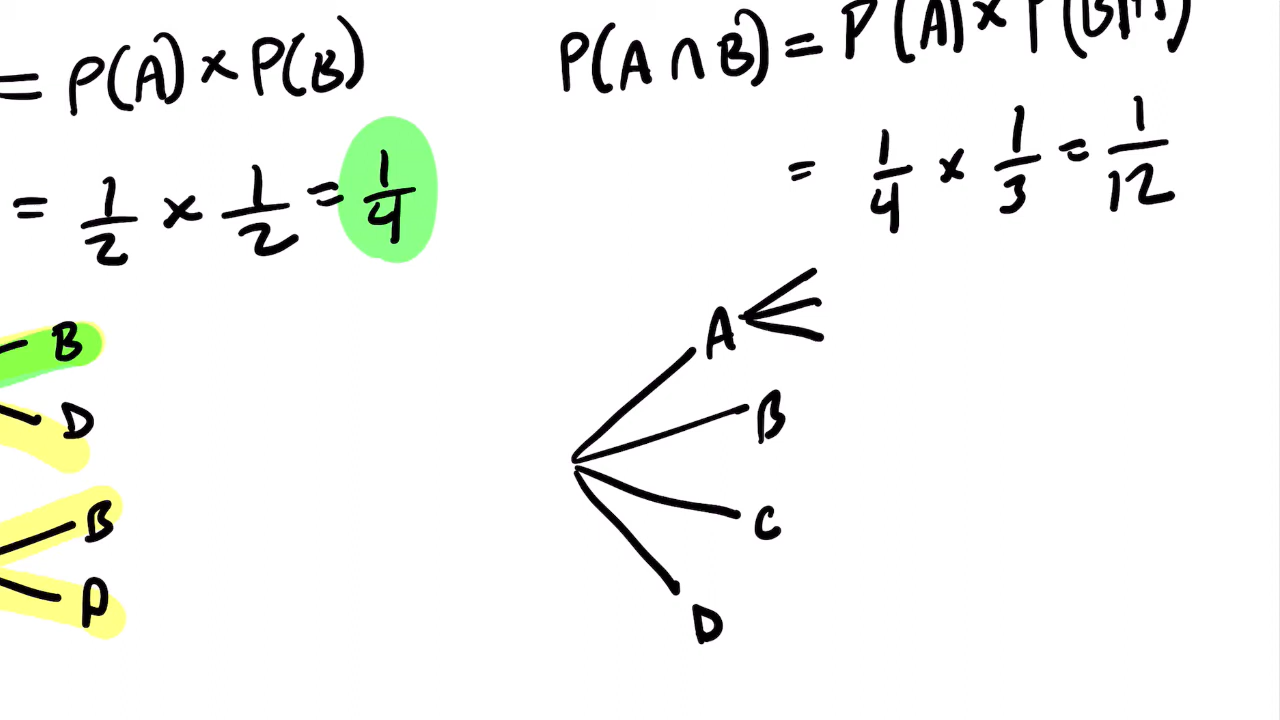 = P(A) × P(B)
= 1/2 × 1/2 = 1/4
B
D
B
D
P(A ∩ B) = P(A) × P(B|A)
= 1/4 × 1/3 = 1/12
A
B
C
D